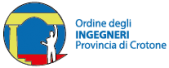 Ordine degli
INGEGNERI
Provincia di Crotone